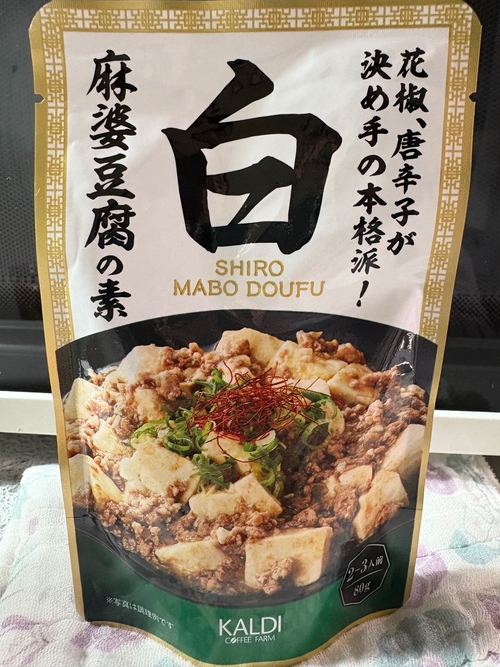 花椒、唐辛子が
決め手の本格派！
白
麻婆豆腐の素
SHIRO
MABO DOUFU
2~3人前
80g
※写真は調理例です
KALDI
COFFEE FARM